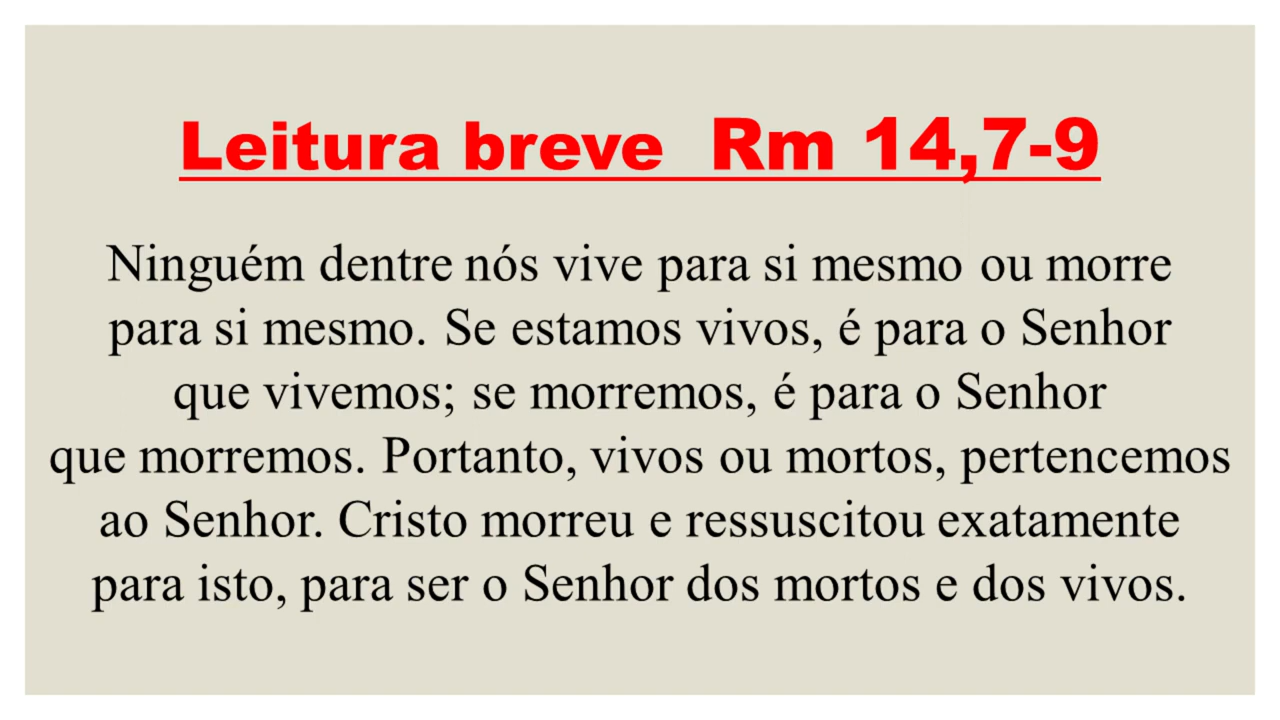 Leitura breve  Rm 14,7-9
Ninguém dentre nós vive para si mesmo ou morre
para si mesmo. Se estamos vivos, é para o Senhor
que vivemos; se morremos, é para o Senhor
que morremos. Portanto, vivos ou mortos, pertencemos
ao Senhor. Cristo morreu e ressuscitou exatamente
para isto, para ser o Senhor dos mortos e dos vivos.